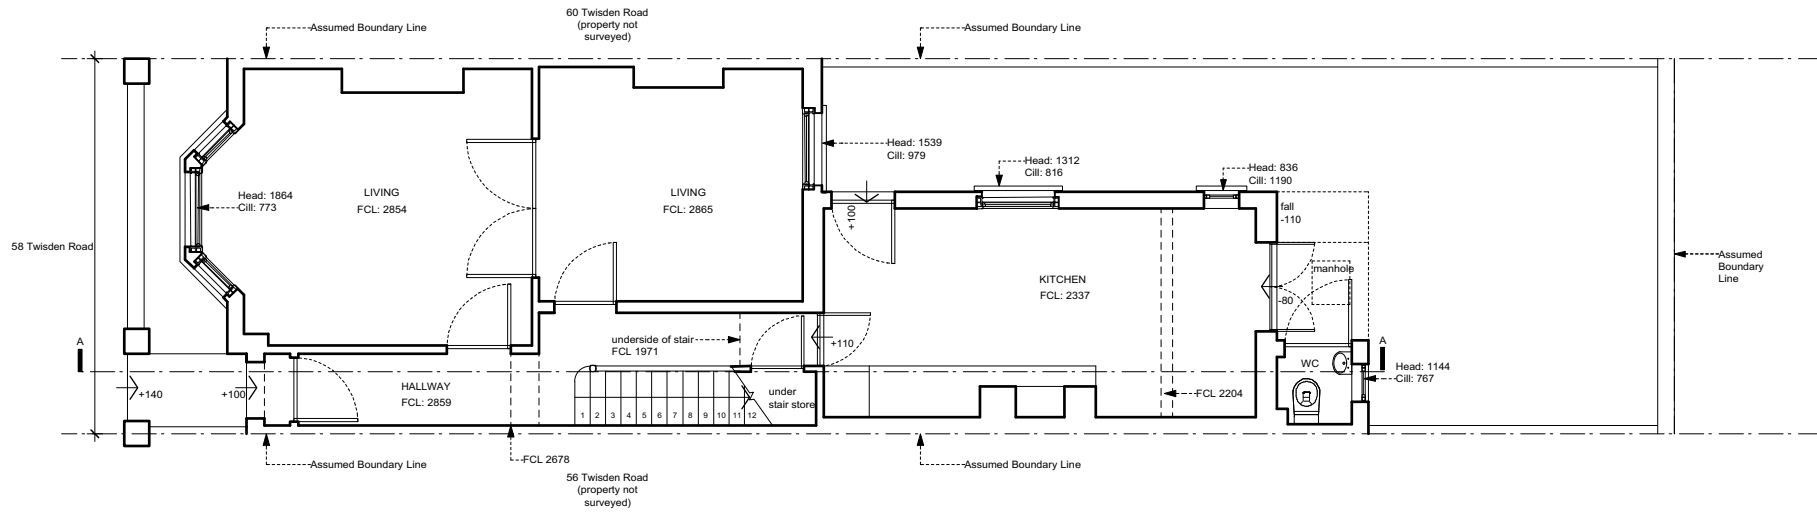 60 Twisden Road
(property not
surveyed)
Assumed Boundary Line
Assumed Boundary Line
Head: 1539
Cill: 979
Head: 1312
Cill: 816
Head: 836
Cill: 1190
Head: 1864
Cill: 773
LIVING
FCL: 2854
LIVING
FCL: 2865
+100
fall
-110
58 Twisden Road
KITCHEN
FCL: 2337
manhole
-80
Assumed
Boundary
Line
underside of stair
FCL 1971
+110
A
A
WC
Head: 1144
Cill: 767
+140
+100
HALLWAY
FCL: 2859
under
stair store
FCL 2204
1 2 3 4 5 6 7 8 9 10 11 12
Assumed Boundary Line
FCL 2678
Assumed Boundary Line
56 Twisden Road
(property not
surveyed)